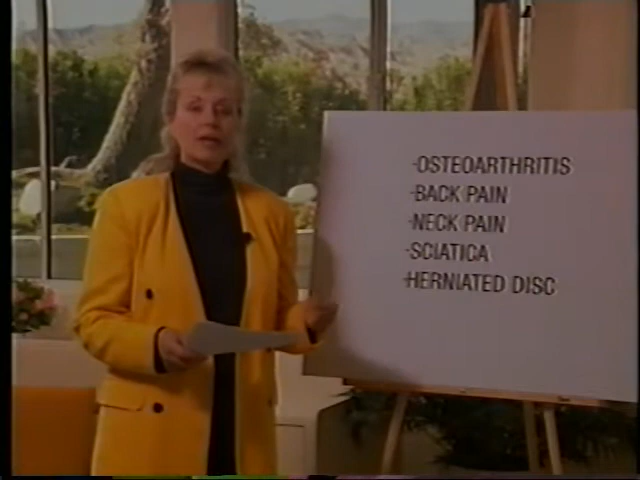 -OSTEOARTHRITIS
-BACK PAIN
-NECK PAIN
-SCIATICA
-HERNIATED DISC